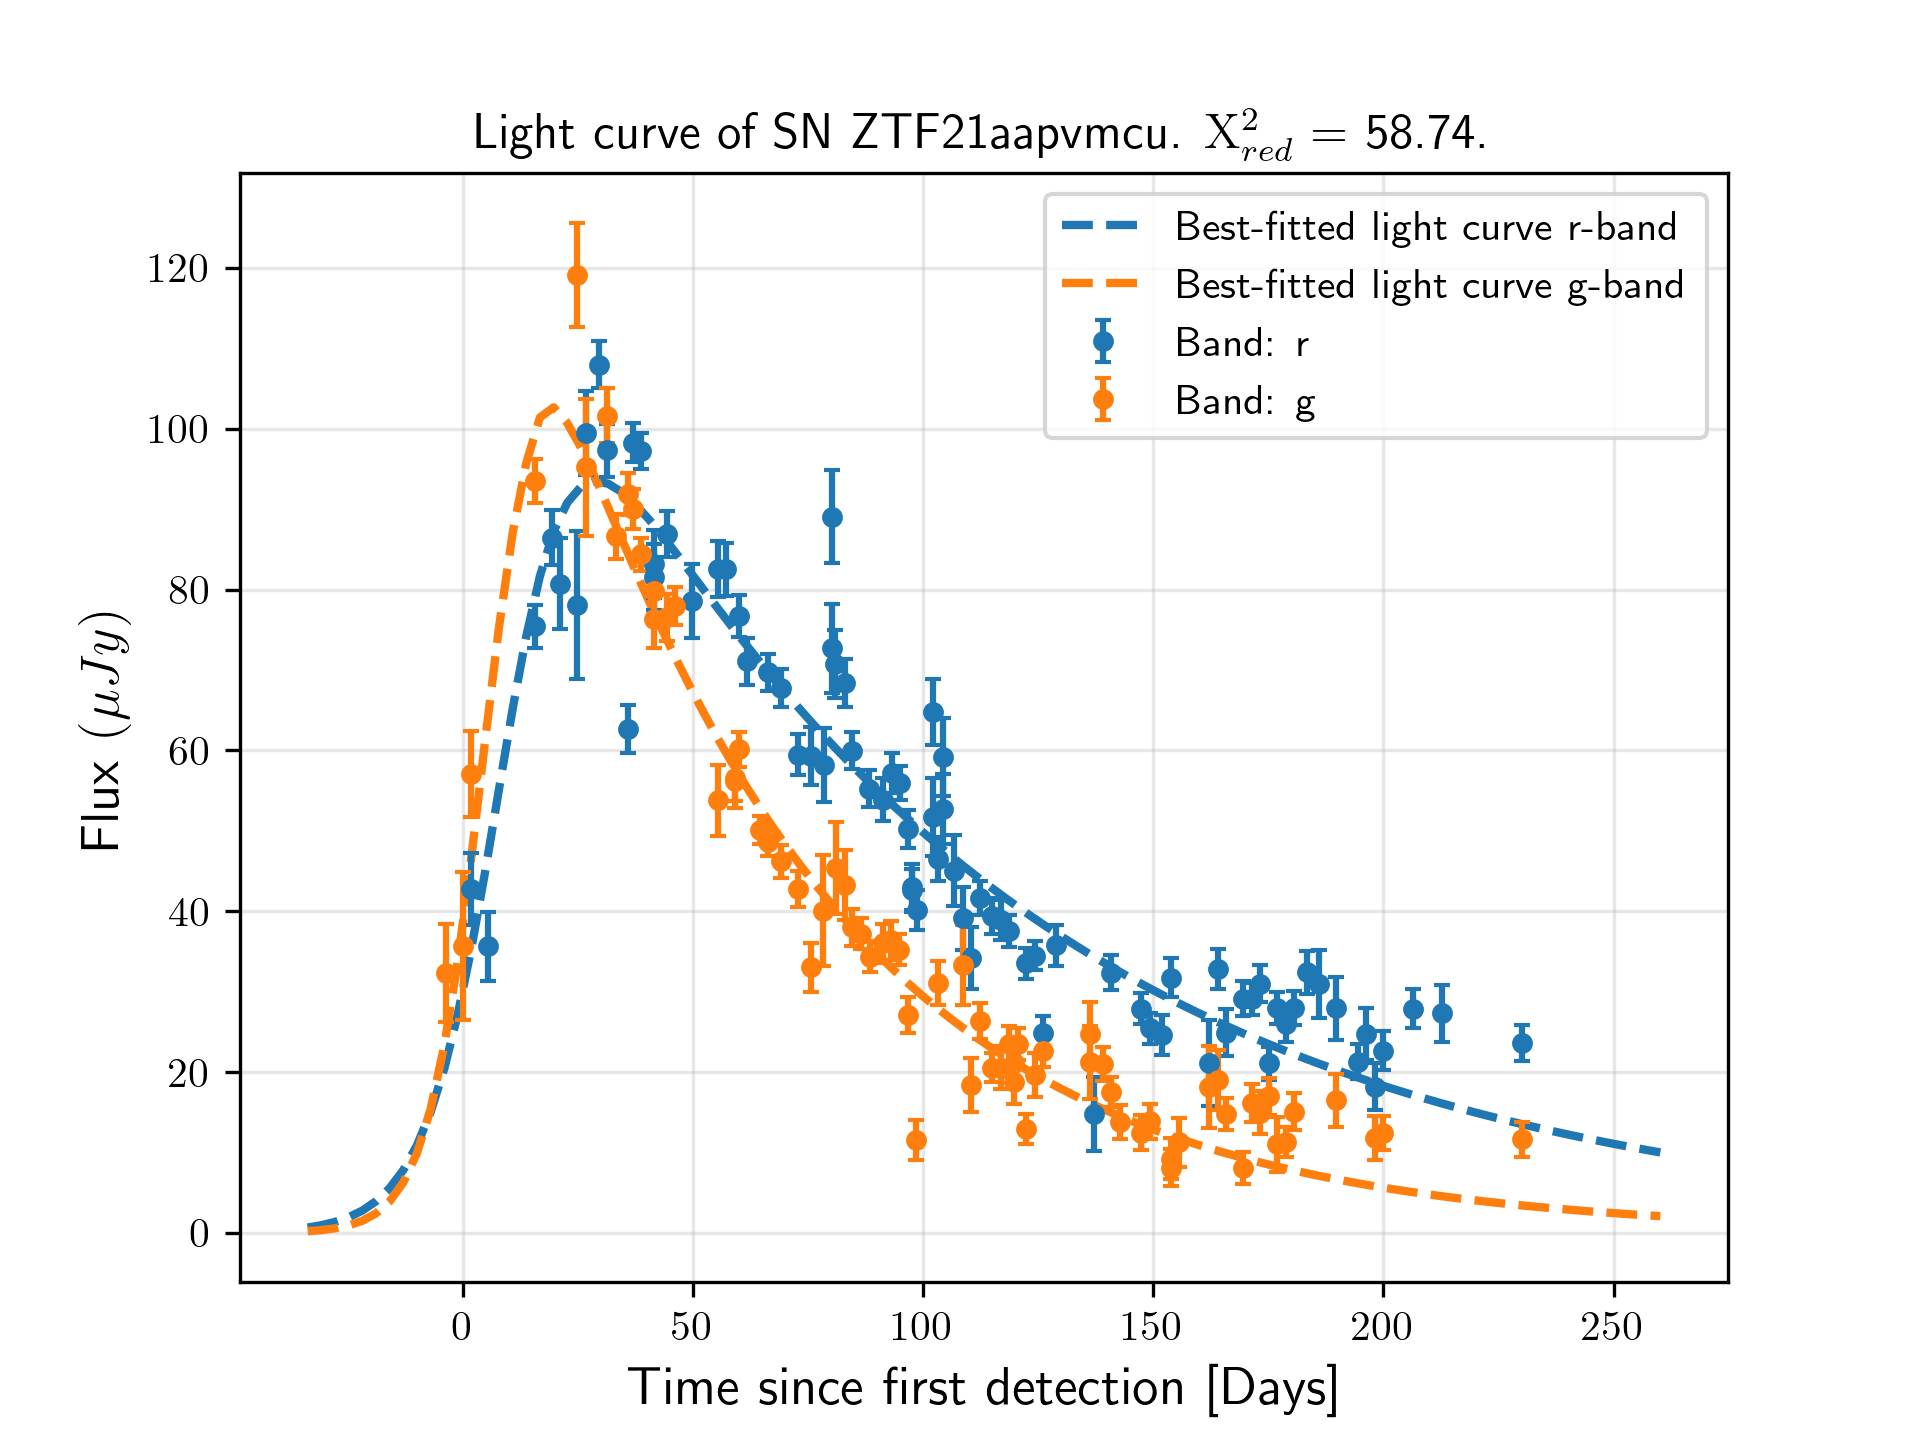 Light curve of SN ZTF21aapvmcu. X²_red = 58.74.
Best-fitted light curve r-band
Best-fitted light curve g-band
Band: r
Band: g
120
100
80
60
40
20
0
Flux (μJy)
0 50 100 150 200 250
Time since first detection [Days]